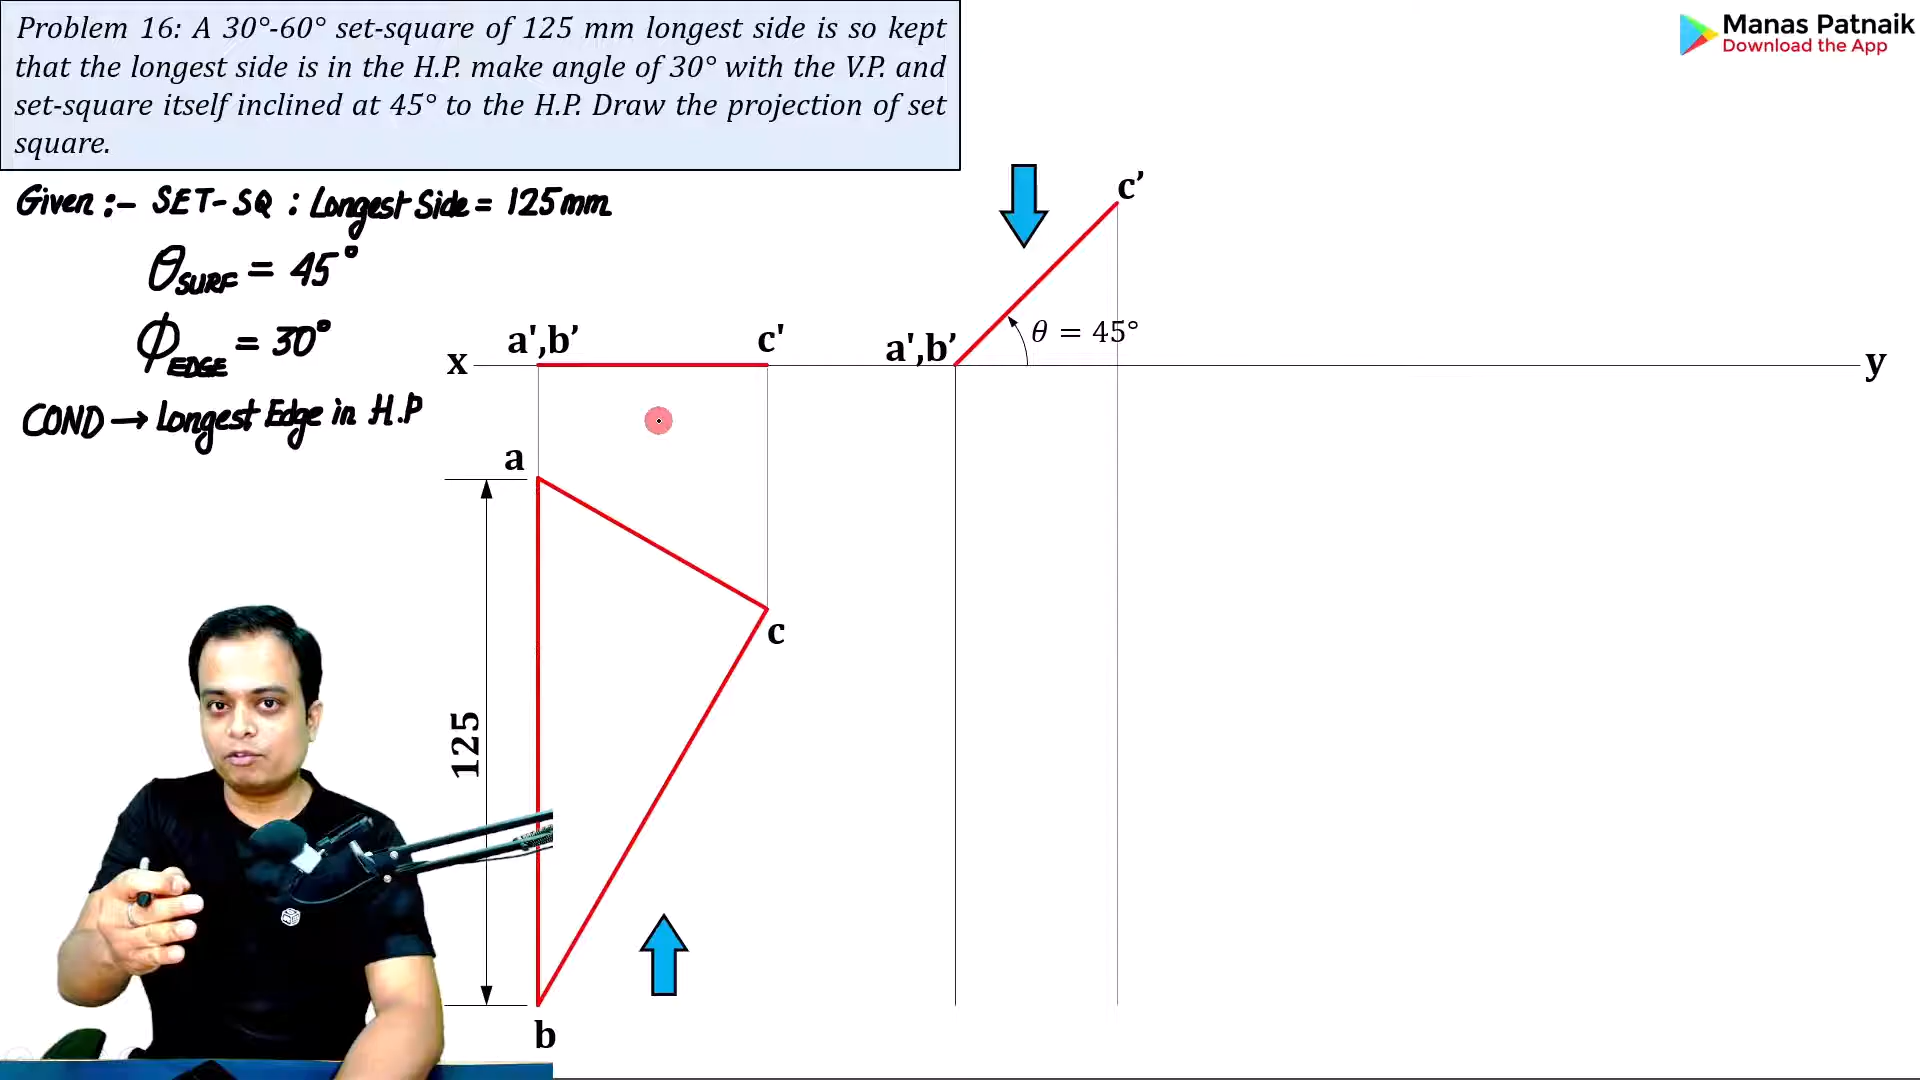 Problem 16: A 30°-60° set-square of 125 mm longest side is so kept
that the longest side is in the H.P. make angle of 30° with the V.P. and
set-square itself inclined at 45° to the H.P. Draw the projection of set
square.
Manas Patnaik
Download the App
Given :- SET-SQ : Longest Side = 125mm
θSURF = 45°
ϕEDGE = 30°
COND → Longest Edge in H.P
c’
θ = 45°
a',b’
c'
a',b’
x
y
a
c
125
b